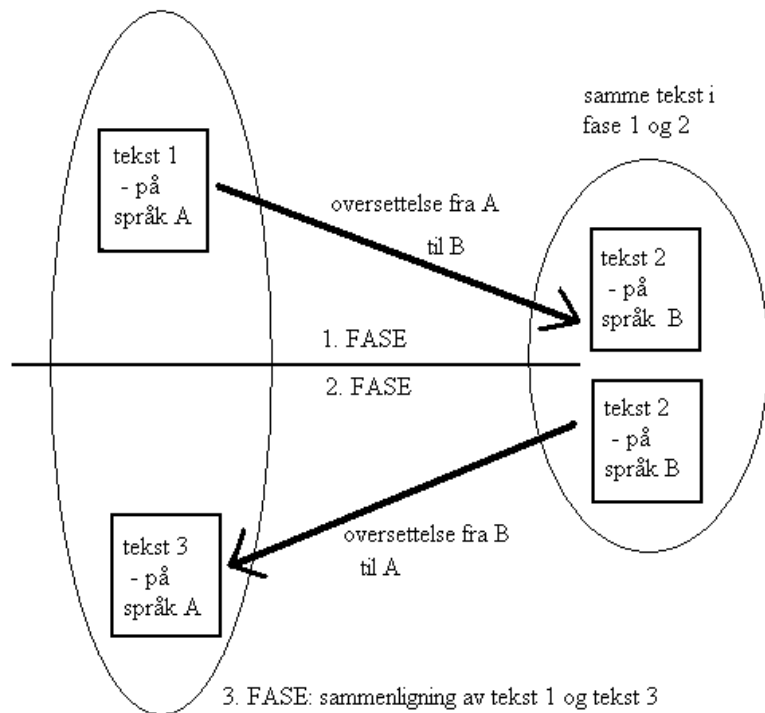 samme tekst i
fase 1 og 2
tekst 1
- på
språk A
oversettelse fra A
til B
tekst 2
- på
språk B
1. FASE
2. FASE
tekst 2
- på
språk B
oversettelse fra B
til A
tekst 3
- på
språk A
3. FASE: sammenligning av tekst 1 og tekst 3